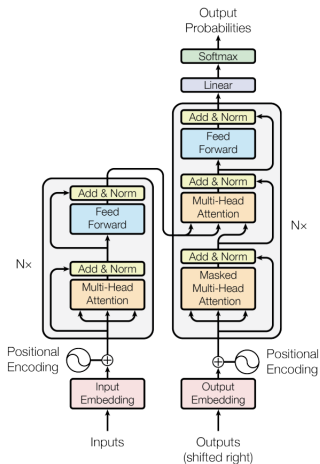 Output
Probabilities
Softmax
Linear
Add & Norm
Feed
Forward
Add & Norm
Multi-Head
Attention
Add & Norm
Masked
Multi-Head
Attention
N×
Add & Norm
Feed
Forward
N×
Add & Norm
Multi-Head
Attention
Positional
Encoding
Positional
Encoding
Input
Embedding
Output
Embedding
Inputs
Outputs
(shifted right)